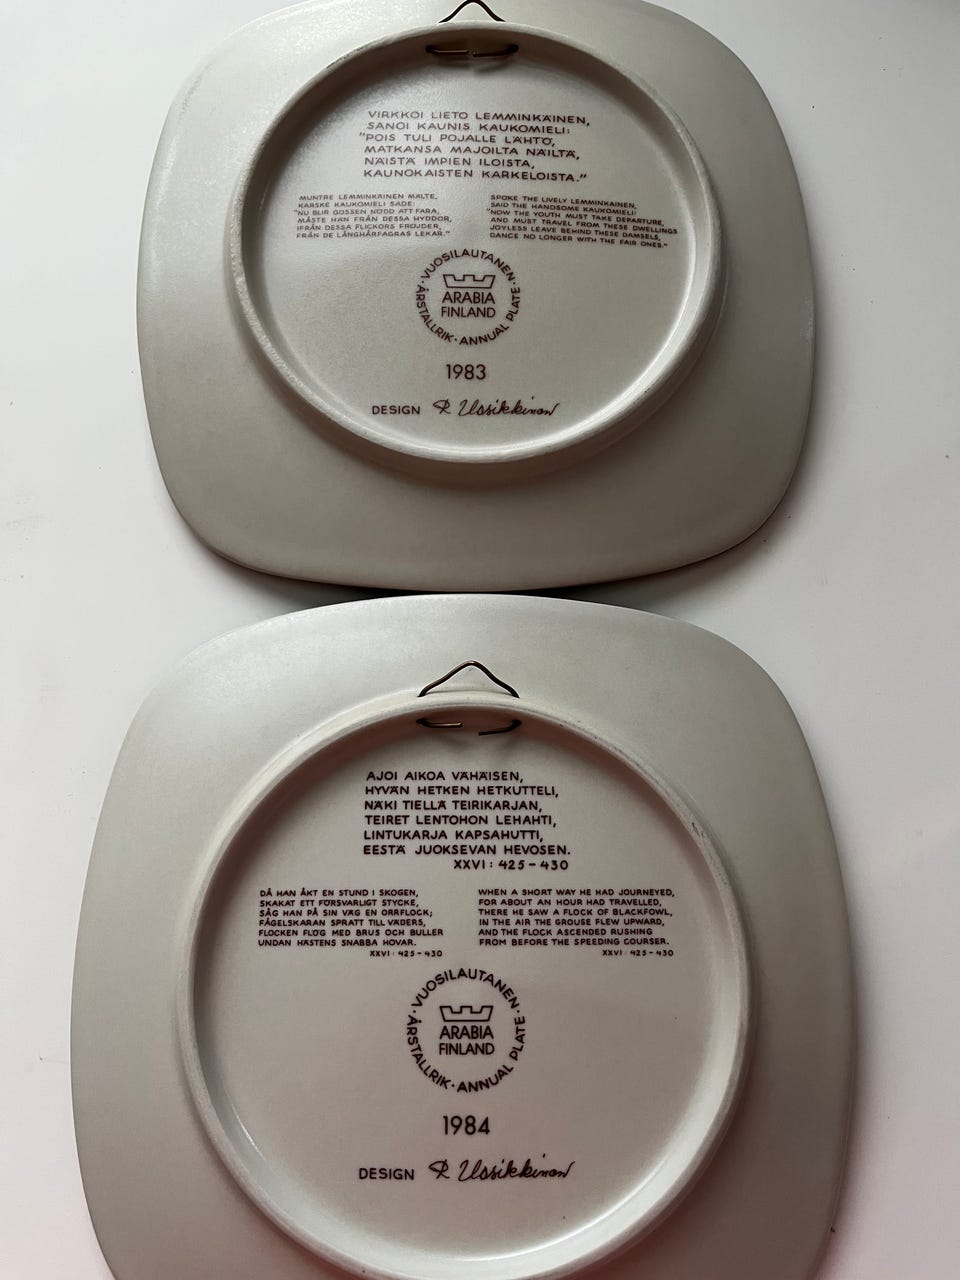 VIRKKOI LIETO LEMMINKÄINEN,
SANOI KAUNIS KAUKOMIELI:
"POIS TULI POJALLE LÄHTÖ,
MATKANSA MAJOILTA NÄILTÄ,
NÄISTÄ IMPIEN ILOISTA,
KAUNOKAISTEN KARKELOISTA."
MUNTRE LEMMINKÄINEN MÄLTE,
KARSKE KAUKOMIELI SADE:
"NU BLIR GOSSEN NÖDD ATT FARA,
MÅSTE HAN FRÅN DESSA HYDDOR,
IFRÅN DESSA FLICKORS FRÖJDER,
FRÅN DE LÅNGHÅRFAGRAS LEKAR."
SPOKE THE LIVELY LEMMINKAINEN,
SAID THE HANDSOME KAUKOMIELI:
"NOW THE YOUTH MUST TAKE DEPARTURE,
AND MUST TRAVEL FROM THESE DWELLINGS
JOYLESS LEAVE BEHIND THESE DAMSELS,
DANCE NO LONGER WITH THE FAIR ONES."
·VUOSILAUTANEN·
ARABIA
FINLAND
ÅRSTALLRIK·ANNUAL PLATE
1983
DESIGN R Uosikkinen
AJOI AIKOA VÄHÄISEN,
HYVÄN HETKEN HETKUTTELI,
NÄKI TIELLÄ TEIRIKARJAN,
TEIRET LENTOHON LEHAHTI,
LINTUKARJA KAPSAHUTTI,
EESTÄ JUOKSEVAN HEVOSEN.
XXVI: 425-430
DÅ HAN ÅKT EN STUND I SKOGEN,
SKAKAT ETT FÖRSVARLIGT STYCKE,
SÅG HAN PÅ SIN VÄG EN ORRFLOCK;
FÅGELSKARAN SPRATT TILL VÄDERS,
FLOCKEN FLÖG MED BRUS OCH BULLER
UNDAN HÄSTENS SNABBA HOVAR.
XXVI: 425-430
WHEN A SHORT WAY HE HAD JOURNEYED,
FOR ABOUT AN HOUR HAD TRAVELLED,
THERE HE SAW A FLOCK OF BLACKFOWL,
IN THE AIR THE GROUSE FLEW UPWARD,
AND THE FLOCK ASCENDED RUSHING
FROM BEFORE THE SPEEDING COURSER.
XXVI: 425-430
·VUOSILAUTANEN·
ARABIA
FINLAND
ÅRSTALLRIK·ANNUAL PLATE
1984
DESIGN R Uosikkinen